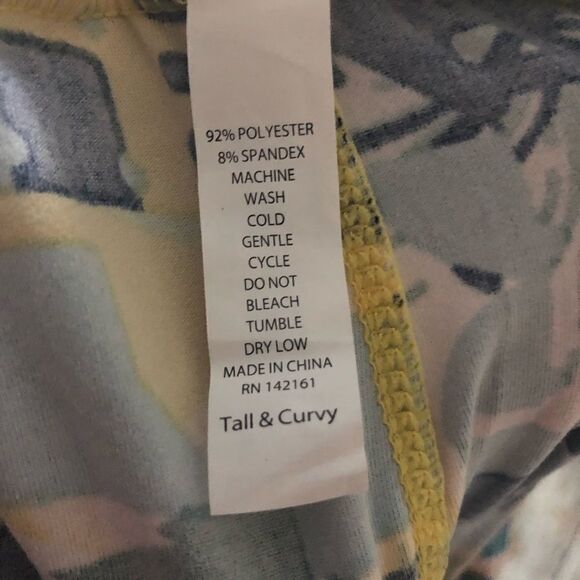 92% POLYESTER
8% SPANDEX
MACHINE
WASH
COLD
GENTLE
CYCLE
DO NOT
BLEACH
TUMBLE
DRY LOW
MADE IN CHINA
RN 142161
Tall & Curvy